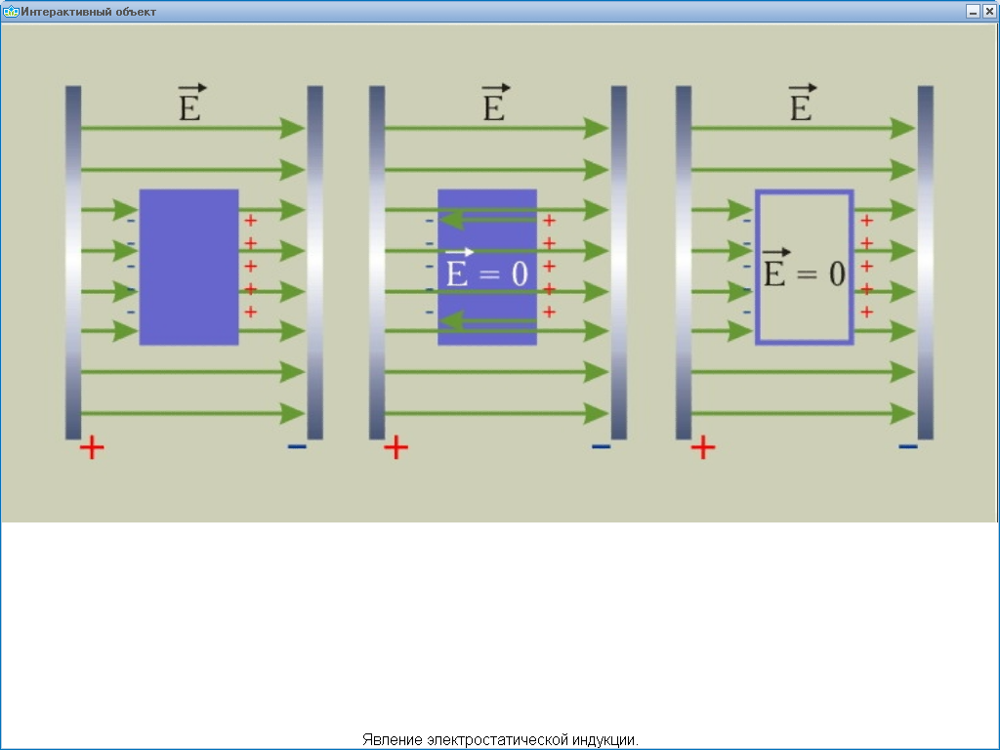 Интерактивный объект
E E E
- + - + - +
- + - + - +
- + E = 0 - + E = 0 - +
- + - + - +
- + - + - +
+ − + − + −
Явление электростатической индукции.